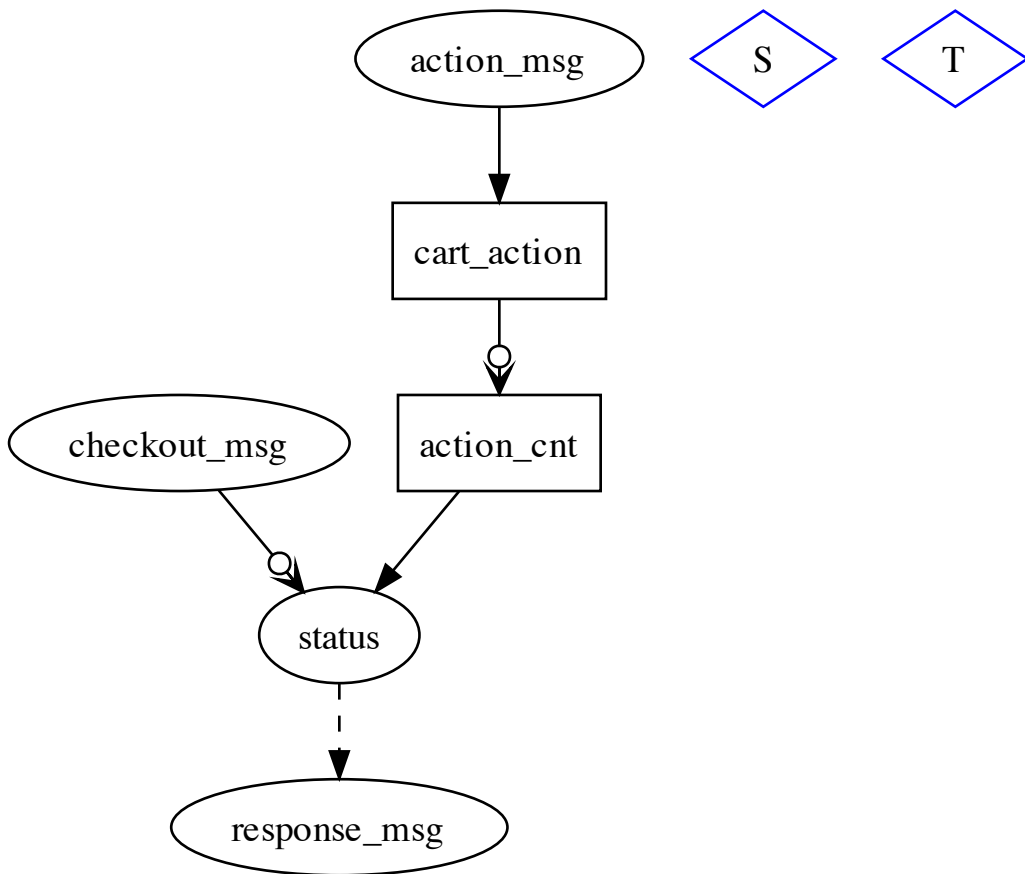 action_msg
S
T
cart_action
checkout_msg
action_cnt
status
response_msg